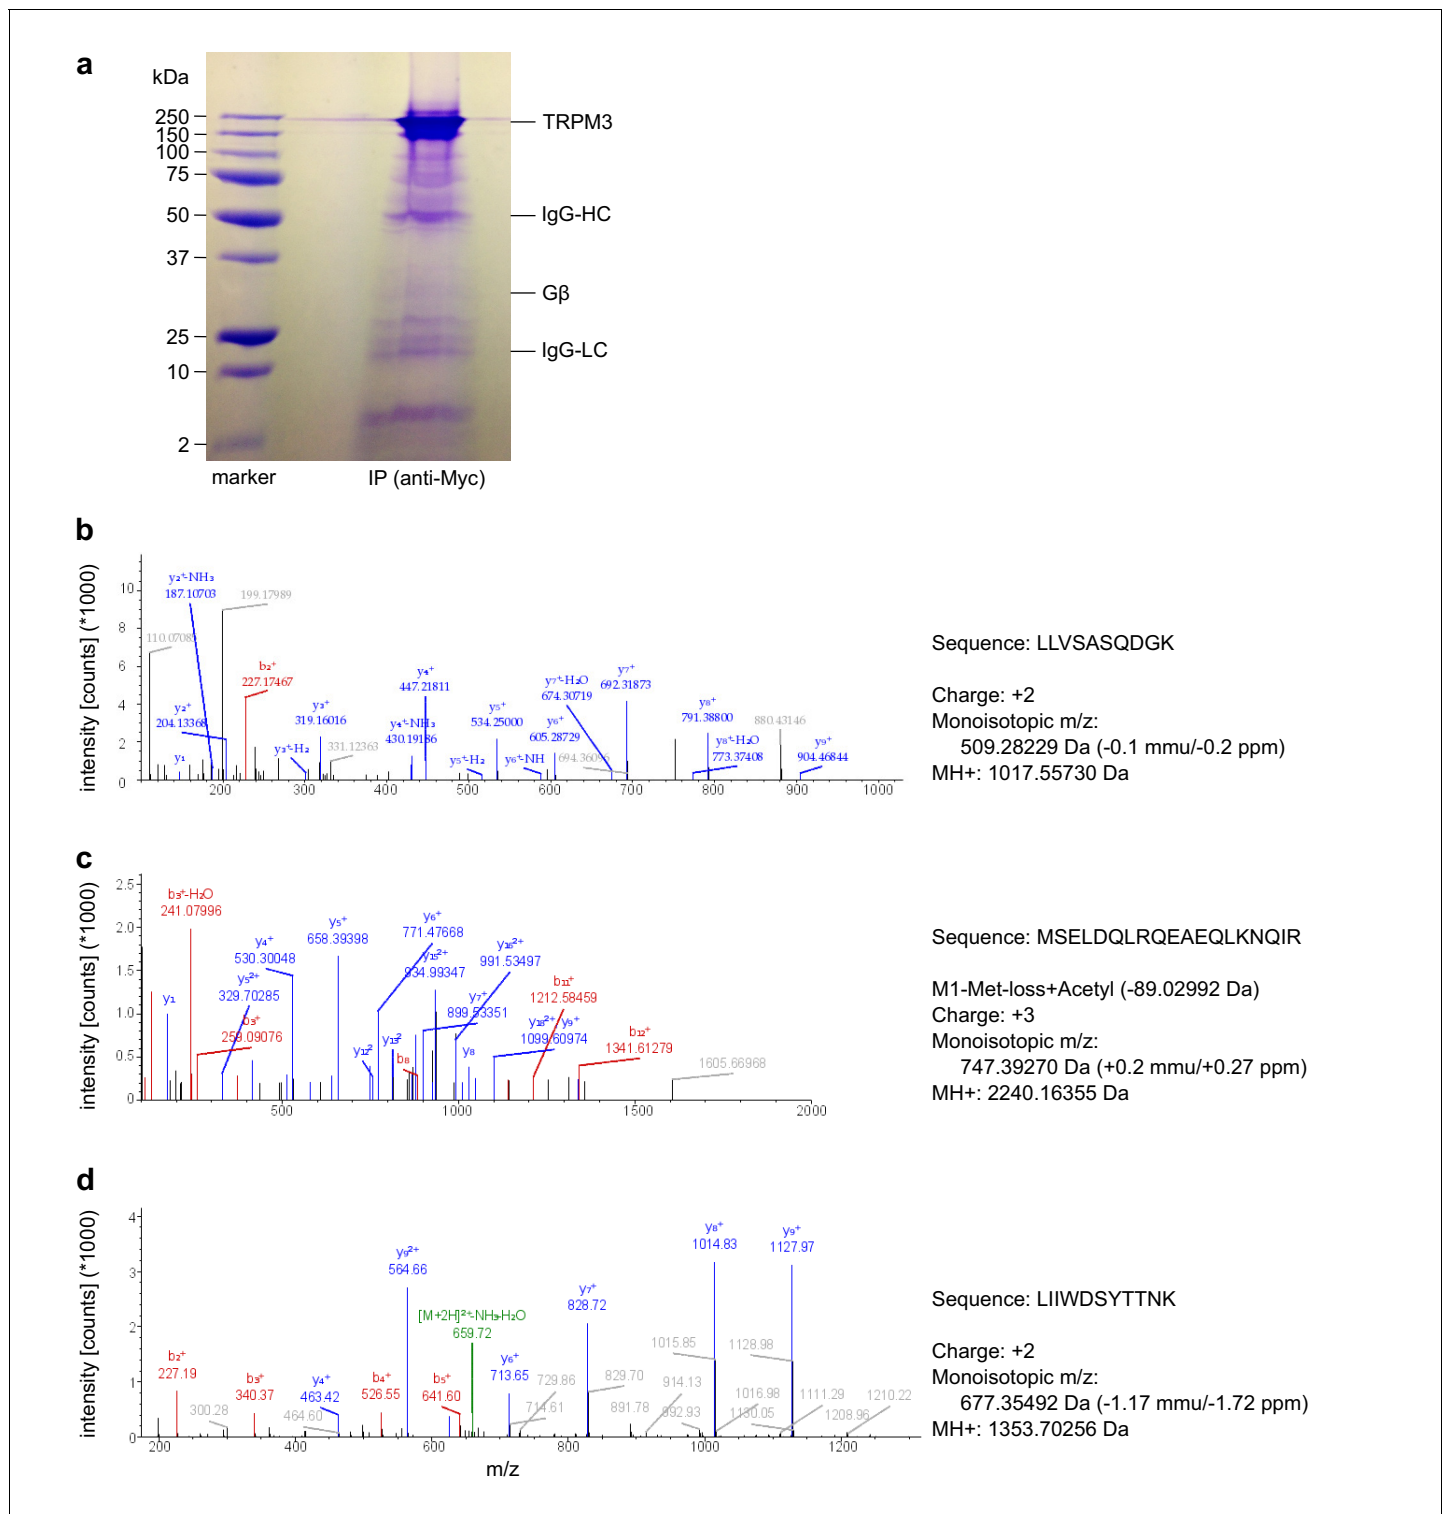 a
kDa
250
150
100
75
50
37
25
10
2
TRPM3
IgG-HC
Gβ
IgG-LC
marker
IP (anti-Myc)
b
intensity [counts] (*1000)
10
8
6
4
2
0
y₂⁺-NH₃
187.10703
199.17989
b₂⁺
227.17467
y₂⁺
204.13368
y₁
y₃⁺-H₂
y₃⁺
319.16016
331.12363
y₄⁺
447.21811
y₄⁺-NH₃
430.19186
y₅⁺
534.25000
y₅⁺-H₂
y₆⁺-NH
y₆⁺
605.28729
y₇⁺-H₂O
674.30719
y₇⁺
692.31873
y₈⁺
791.38800
y₈⁺-H₂O
773.37408
880.43146
y₉⁺
904.46844
200 300 400 500 600 700 800 900 1000
Sequence: LLVSASQDGK
Charge: +2
Monoisotopic m/z:
509.28229 Da (-0.1 mmu/-0.2 ppm)
MH+: 1017.55730 Da
c
intensity [counts] (*1000)
2.5
2.0
1.5
1.0
0.5
0
b₃⁺-H₂O
241.07996
y₁
y₄⁺
530.30048
y₅²⁺
329.70285
b₃⁺
259.09076
y₅⁺
658.39398
y₆⁺
771.47668
y₁₅²⁺
934.99347
y₁₆²⁺
991.53497
y₇⁺
899.53351
b₈
y₈
y₁₈²⁺ y₉⁺
1099.60974
b₁₁⁺
1212.58459
b₁₂⁺
1341.61279
1605.66968
500 1000 1500 2000
Sequence: MSELDQLRQEAEQLKNQIR
M1-Met-loss+Acetyl (-89.02992 Da)
Charge: +3
Monoisotopic m/z:
747.39270 Da (+0.2 mmu/+0.27 ppm)
MH+: 2240.16355 Da
d
intensity [counts] (*1000)
4
3
2
1
0
b₂⁺
227.19
300.28
b₃⁺
340.37
464.60
y₄⁺
463.42
b₄⁺
526.55
y₉²⁺
564.66
[M+2H]²⁺-NH₃-H₂O
659.72
b₅⁺
641.60
y₆⁺
713.65
729.86
714.61
y₇⁺
828.72
829.70
891.78
914.13
992.93
y₈⁺
1014.83
1015.85
1016.98
y₉⁺
1127.97
1128.98
1130.05
1111.29
1208.96
1210.22
200 400 600 800 1000 1200
m/z
Sequence: LIIWDSYTTNK
Charge: +2
Monoisotopic m/z:
677.35492 Da (-1.17 mmu/-1.72 ppm)
MH+: 1353.70256 Da